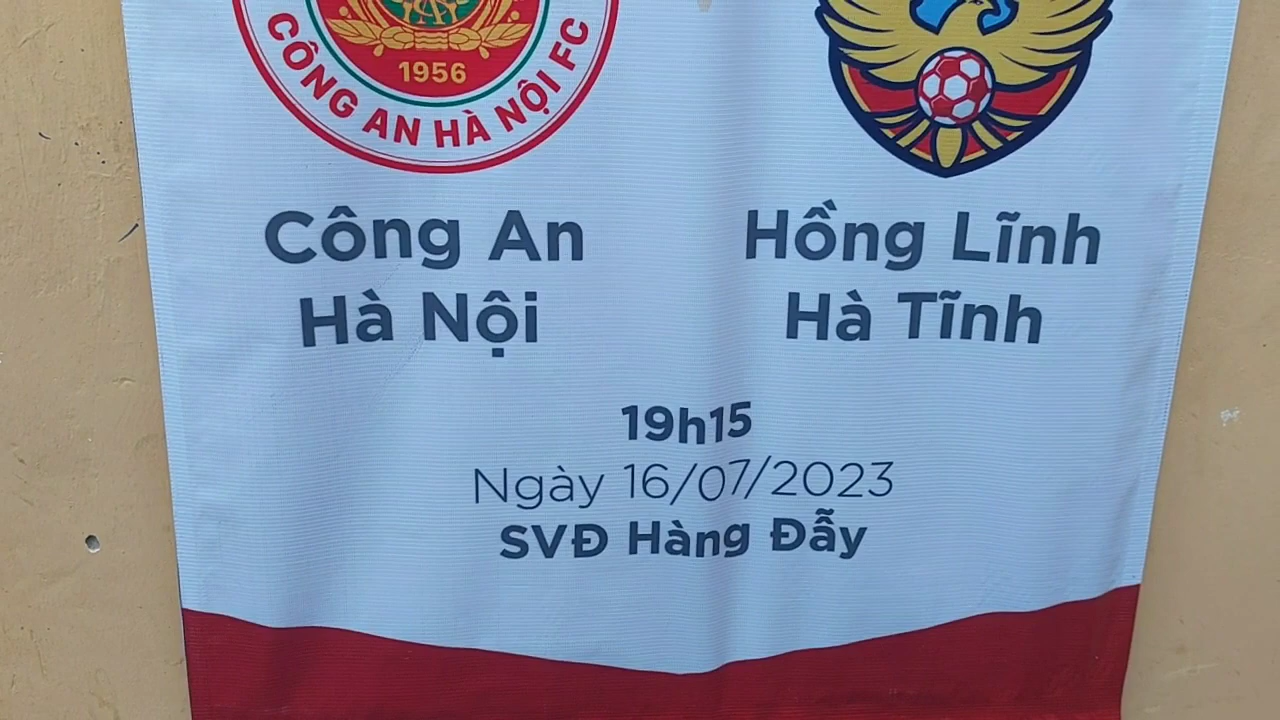 1956
CÔNG AN HÀ NỘI FC
Công An
Hà Nội
Hồng Lĩnh
Hà Tĩnh
19h15
Ngày 16/07/2023
SVĐ Hàng Đẫy